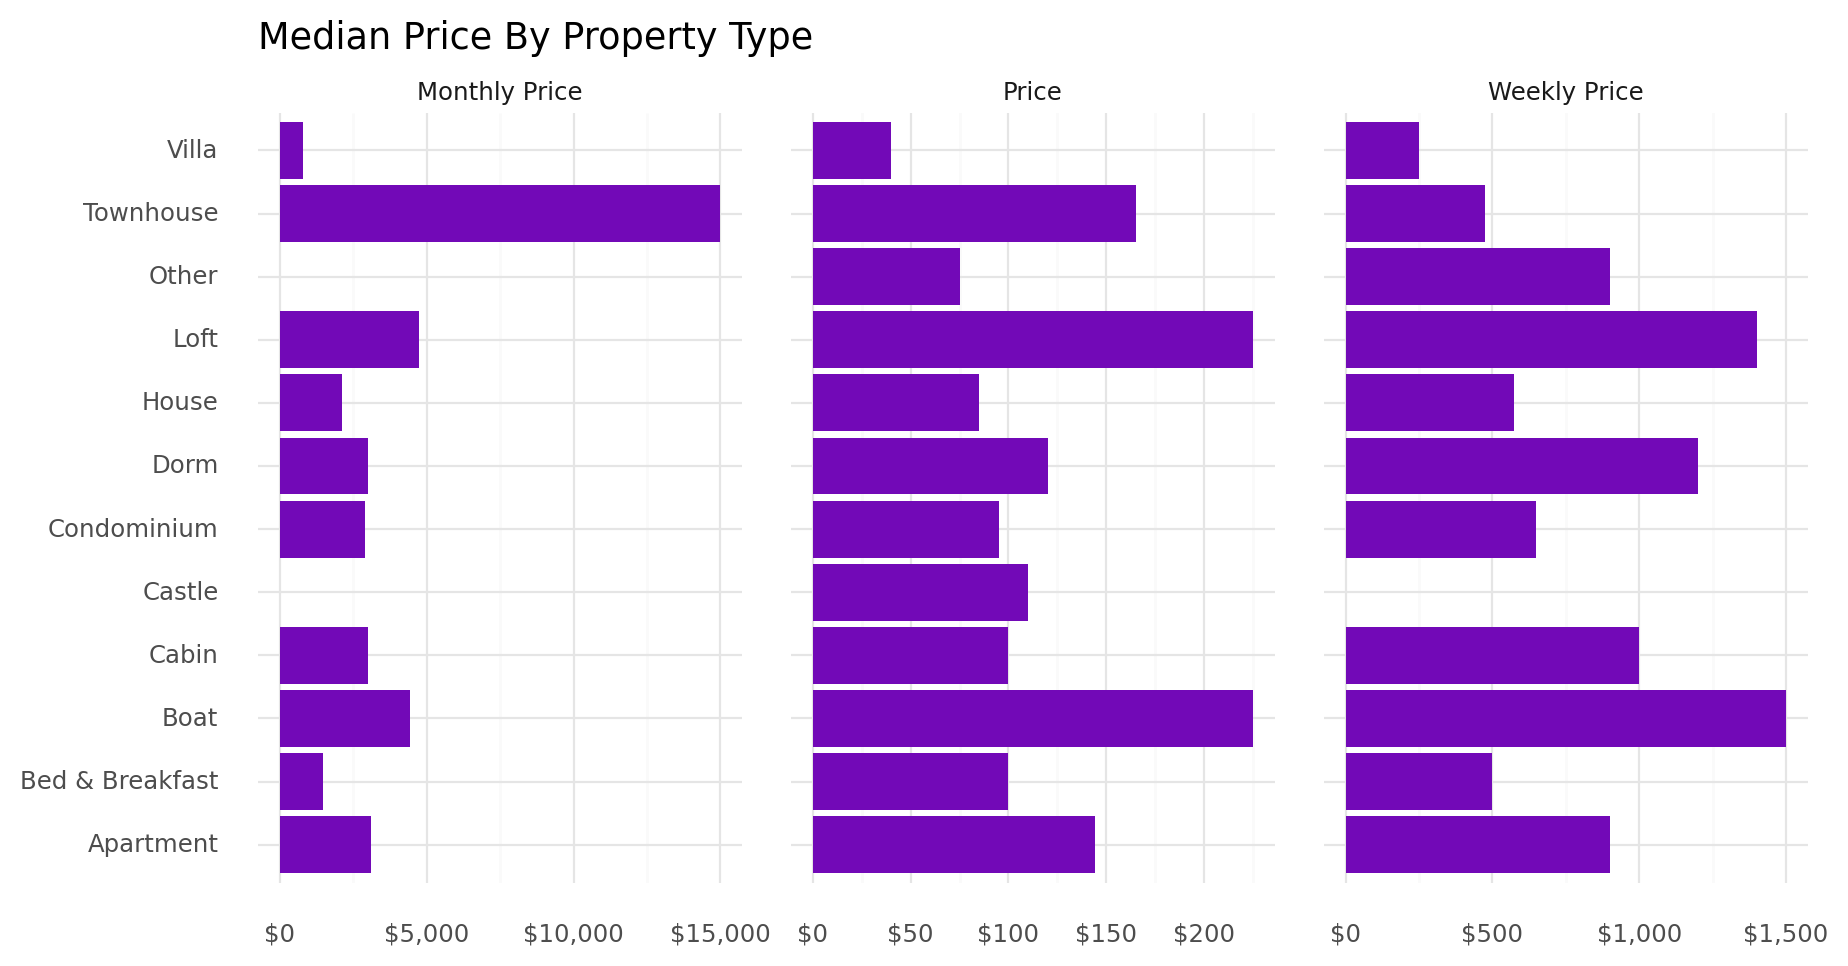 Median Price By Property Type
Monthly Price
Price
Weekly Price
Villa
Townhouse
Other
Loft
House
Dorm
Condominium
Castle
Cabin
Boat
Bed & Breakfast
Apartment
$0 $5,000 $10,000 $15,000
$0 $50 $100 $150 $200
$0 $500 $1,000 $1,500